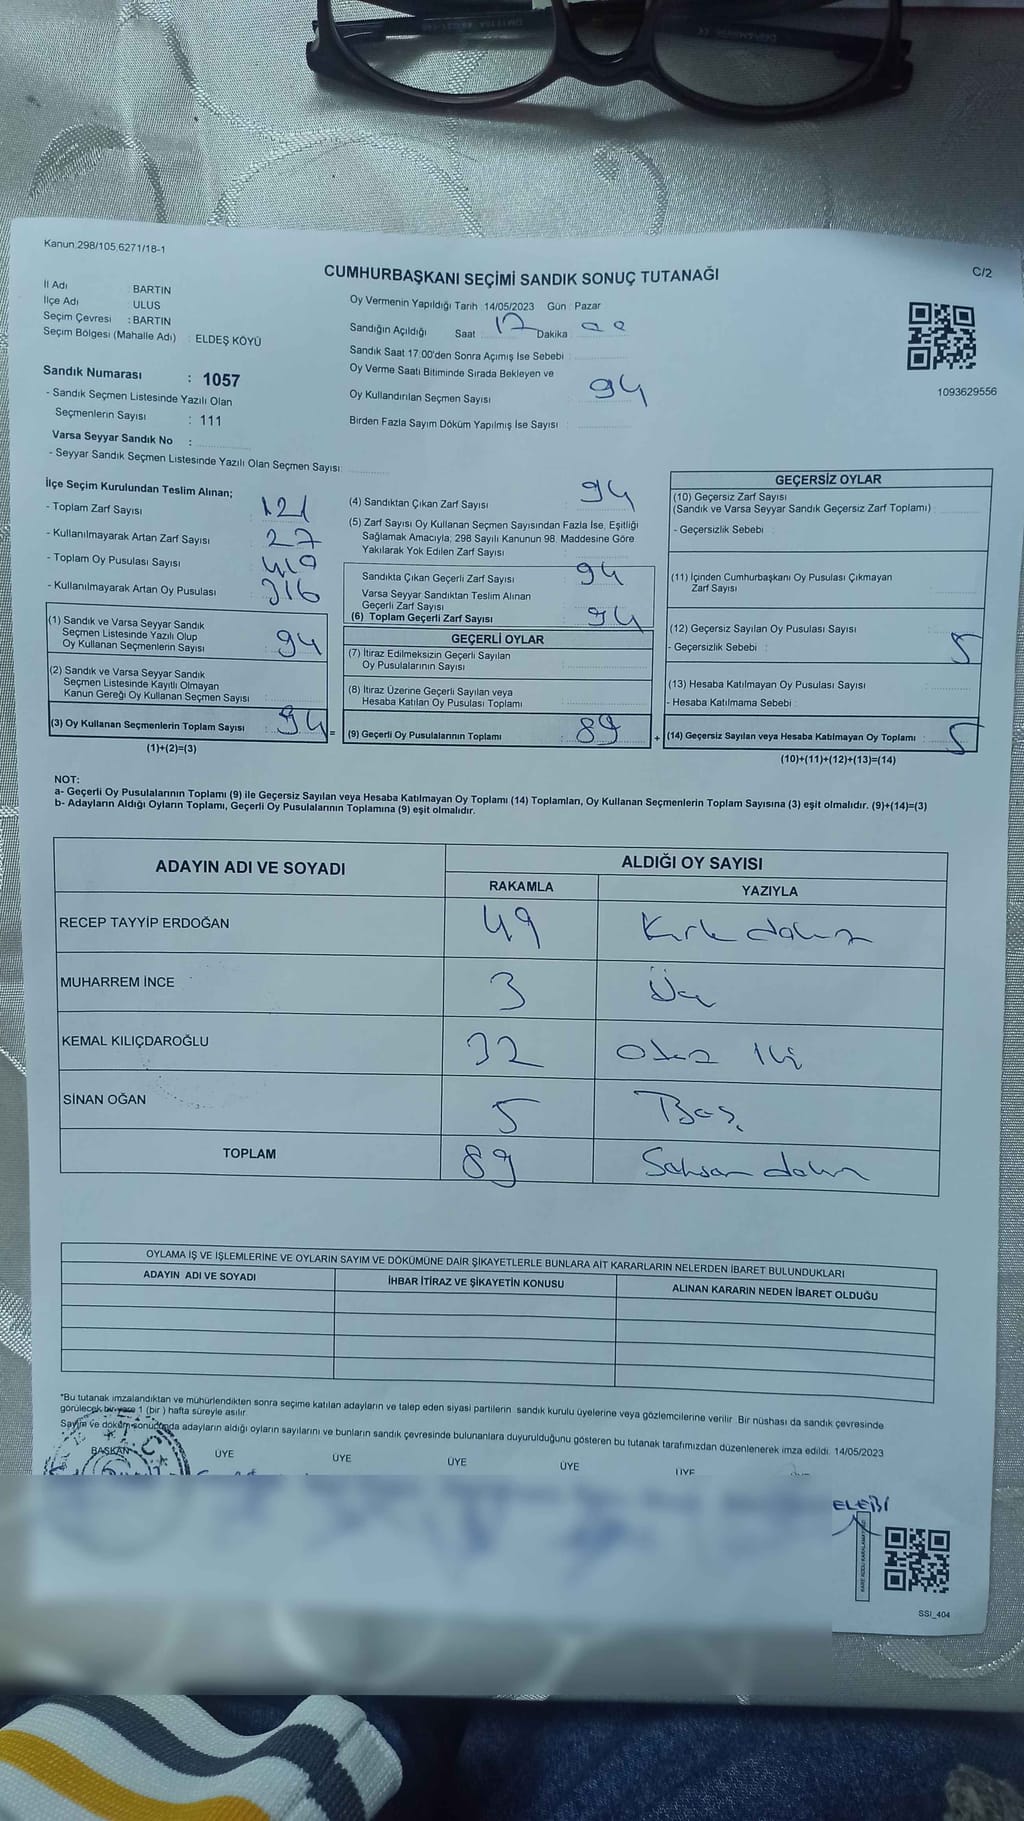 Kanun:298/105,6271/18-1
CUMHURBAŞKANI SEÇİMİ SANDIK SONUÇ TUTANAĞI
C/2
İl Adı : BARTIN
İlçe Adı : ULUS
Seçim Çevresi : BARTIN
Seçim Bölgesi (Mahalle Adı) : ELDEŞ KÖYÜ
Sandık Numarası : 1057
- Sandık Seçmen Listesinde Yazılı Olan
Seçmenlerin Sayısı : 111
Varsa Seyyar Sandık No :
- Seyyar Sandık Seçmen Listesinde Yazılı Olan Seçmen Sayısı:
Oy Vermenin Yapıldığı Tarih :14/05/2023 Gün : Pazar
Sandığın Açıldığı Saat 17 Dakika 00
Sandık Saat 17:00'den Sonra Açımış İse Sebebi :
Oy Verme Saati Bitiminde Sırada Bekleyen ve
Oy Kullandırılan Seçmen Sayısı 94
Birden Fazla Sayım Döküm Yapılmış İse Sayısı :
1093629556
İlçe Seçim Kurulundan Teslim Alınan;
- Toplam Zarf Sayısı : 121
- Kullanılmayarak Artan Zarf Sayısı : 27
- Toplam Oy Pusulası Sayısı : 419
- Kullanılmayarak Artan Oy Pusulası : 316
(1) Sandık ve Varsa Seyyar Sandık
Seçmen Listesinde Yazılı Olup
Oy Kullanan Seçmenlerin Sayısı : 94
(2) Sandık ve Varsa Seyyar Sandık
Seçmen Listesinde Kayıtlı Olmayan
Kanun Gereği Oy Kullanan Seçmen Sayısı :
(3) Oy Kullanan Seçmenlerin Toplam Sayısı : 94 =
(1)+(2)=(3)
(4) Sandıktan Çıkan Zarf Sayısı : 94
(5) Zarf Sayısı Oy Kullanan Seçmen Sayısından Fazla İse, Eşitliği
Sağlamak Amacıyla; 298 Sayılı Kanunun 98. Maddesine Göre
Yakılarak Yok Edilen Zarf Sayısı :
Sandıkta Çıkan Geçerli Zarf Sayısı : 94
Varsa Seyyar Sandıktan Teslim Alınan
Geçerli Zarf Sayısı :
(6) Toplam Geçerli Zarf Sayısı : 94
GEÇERLİ OYLAR
(7) İtiraz Edilmeksizin Geçerli Sayılan
Oy Pusulalarının Sayısı :
(8) İtiraz Üzerine Geçerli Sayılan veya
Hesaba Katılan Oy Pusulası Toplamı :
(9) Geçerli Oy Pusulalarının Toplamı : 89 +
GEÇERSİZ OYLAR
(10) Geçersiz Zarf Sayısı
(Sandık ve Varsa Seyyar Sandık Geçersiz Zarf Toplamı) :
- Geçersizlik Sebebi :
(11) İçinden Cumhurbaşkanı Oy Pusulası Çıkmayan
Zarf Sayısı :
(12) Geçersiz Sayılan Oy Pusulası Sayısı : 5
- Geçersizlik Sebebi :
(13) Hesaba Katılmayan Oy Pusulası Sayısı :
- Hesaba Katılmama Sebebi :
(14) Geçersiz Sayılan veya Hesaba Katılmayan Oy Toplamı : 5
(10)+(11)+(12)+(13)=(14)
NOT:
a- Geçerli Oy Pusulalarının Toplamı (9) ile Geçersiz Sayılan veya Hesaba Katılmayan Oy Toplamı (14) Toplamları, Oy Kullanan Seçmenlerin Toplam Sayısına (3) eşit olmalıdır. (9)+(14)=(3)
b- Adayların Aldığı Oyların Toplamı, Geçerli Oy Pusulalarının Toplamına (9) eşit olmalıdır.
ADAYIN ADI VE SOYADI
ALDIĞI OY SAYISI
RAKAMLA YAZIYLA
RECEP TAYYİP ERDOĞAN 49 Kırk dokuz
MUHARREM İNCE 3 Üç
KEMAL KILIÇDAROĞLU 32 Otuz iki
SİNAN OĞAN 5 Beş
TOPLAM 89 Seksen dokuz
OYLAMA İŞ VE İŞLEMLERİNE VE OYLARIN SAYIM VE DÖKÜMÜNE DAİR ŞİKAYETLERLE BUNLARA AİT KARARLARIN NELERDEN İBARET BULUNDUKLARI
ADAYIN ADI VE SOYADI İHBAR İTİRAZ VE ŞİKAYETİN KONUSU ALINAN KARARIN NEDEN İBARET OLDUĞU
*Bu tutanak imzalandıktan ve mühürlendikten sonra seçime katılan adayların ve talep eden siyasi partilerin sandık kurulu üyelerine veya gözlemcilerine verilir. Bir nüshası da sandık çevresinde
görülecek bir yere 1 (bir) hafta süreyle asılır.
Sayım ve döküm sonucunda adayların aldığı oyların sayılarını ve bunların sandık çevresinde bulunanlara duyurulduğunu gösteren bu tutanak tarafımızdan düzenlenerek imza edildi. 14/05/2023
BAŞKAN ÜYE ÜYE ÜYE ÜYE ÜYE
ELEBİ
SSI_404